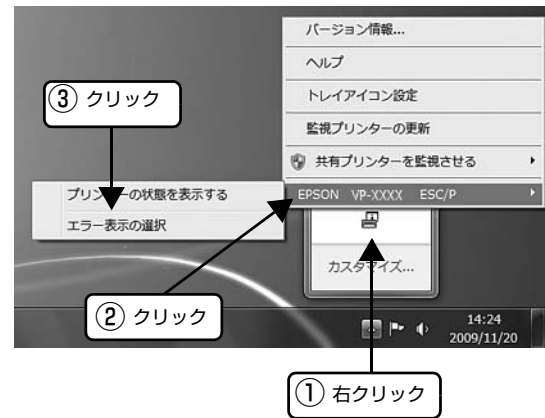 バージョン情報...
ヘルプ
トレイアイコン設定
監視プリンターの更新
共有プリンターを監視させる
EPSON VP-XXXX ESC/P
③ クリック
プリンターの状態を表示する
エラー表示の選択
カスタマイズ...
② クリック
14:24
2009/11/20
① 右クリック